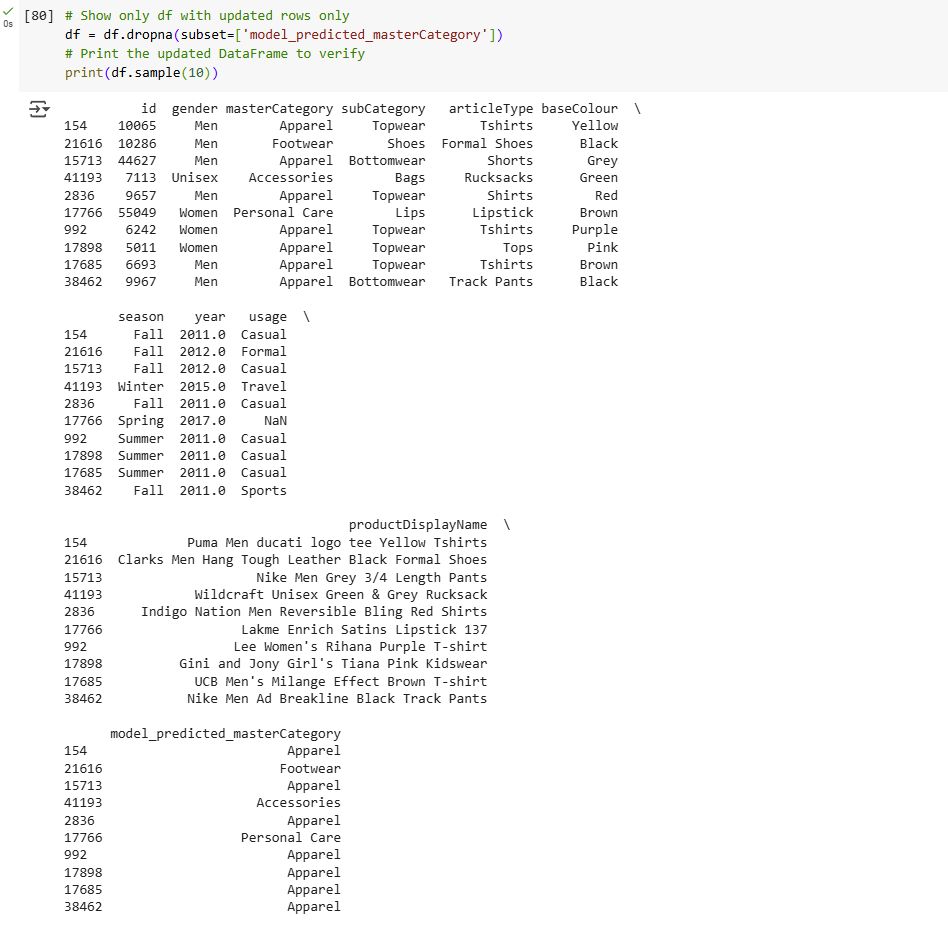 [80] # Show only df with updated rows only
df = df.dropna(subset=['model_predicted_masterCategory'])
# Print the updated DataFrame to verify
print(df.sample(10))
0s
id gender masterCategory subCategory articleType baseColour \
154 10065 Men Apparel Topwear Tshirts Yellow
21616 10286 Men Footwear Shoes Formal Shoes Black
15713 44627 Men Apparel Bottomwear Shorts Grey
41193 7113 Unisex Accessories Bags Rucksacks Green
2836 9657 Men Apparel Topwear Shirts Red
17766 55049 Women Personal Care Lips Lipstick Brown
992 6242 Women Apparel Topwear Tshirts Purple
17898 5011 Women Apparel Topwear Tops Pink
17685 6693 Men Apparel Topwear Tshirts Brown
38462 9967 Men Apparel Bottomwear Track Pants Black
season year usage \
154 Fall 2011.0 Casual
21616 Fall 2012.0 Formal
15713 Fall 2012.0 Casual
41193 Winter 2015.0 Travel
2836 Fall 2011.0 Casual
17766 Spring 2017.0 NaN
992 Summer 2011.0 Casual
17898 Summer 2011.0 Casual
17685 Summer 2011.0 Casual
38462 Fall 2011.0 Sports
productDisplayName \
154 Puma Men ducati logo tee Yellow Tshirts
21616 Clarks Men Hang Tough Leather Black Formal Shoes
15713 Nike Men Grey 3/4 Length Pants
41193 Wildcraft Unisex Green & Grey Rucksack
2836 Indigo Nation Men Reversible Bling Red Shirts
17766 Lakme Enrich Satins Lipstick 137
992 Lee Women's Rihana Purple T-shirt
17898 Gini and Jony Girl's Tiana Pink Kidswear
17685 UCB Men's Milange Effect Brown T-shirt
38462 Nike Men Ad Breakline Black Track Pants
model_predicted_masterCategory
154 Apparel
21616 Footwear
15713 Apparel
41193 Accessories
2836 Apparel
17766 Personal Care
992 Apparel
17898 Apparel
17685 Apparel
38462 Apparel